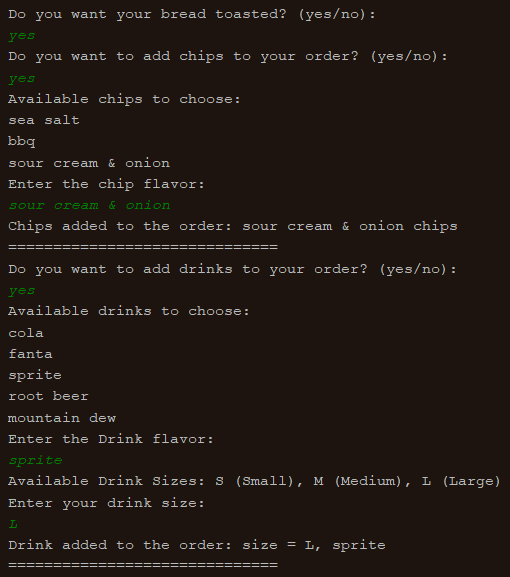 Do you want your bread toasted? (yes/no):
yes
Do you want to add chips to your order? (yes/no):
yes
Available chips to choose:
sea salt
bbq
sour cream & onion
Enter the chip flavor:
sour cream & onion
Chips added to the order: sour cream & onion chips
==============================
Do you want to add drinks to your order? (yes/no):
yes
Available drinks to choose:
cola
fanta
sprite
root beer
mountain dew
Enter the Drink flavor:
sprite
Available Drink Sizes: S (Small), M (Medium), L (Large)
Enter your drink size:
L
Drink added to the order: size = L, sprite
==============================